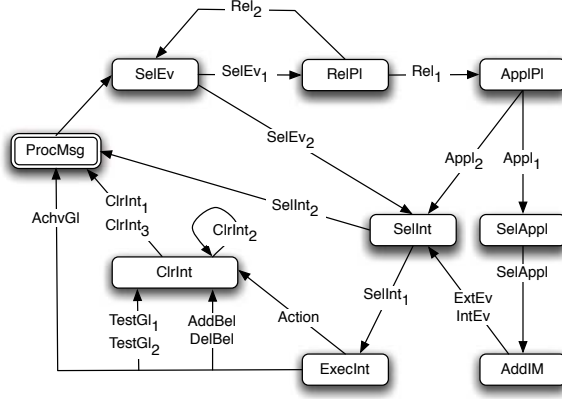 Rel2
SelEv
SelEv1
RelPl
Rel1
ApplPl
ProcMsg
SelEv2
Appl2
Appl1
AchvGl
ClrInt1
ClrInt3
ClrInt2
SelInt2
SelInt
SelAppl
SelAppl
ClrInt
SelInt1
ExtEv
IntEv
TestGl1
TestGl2
AddBel
DelBel
Action
ExecInt
AddIM